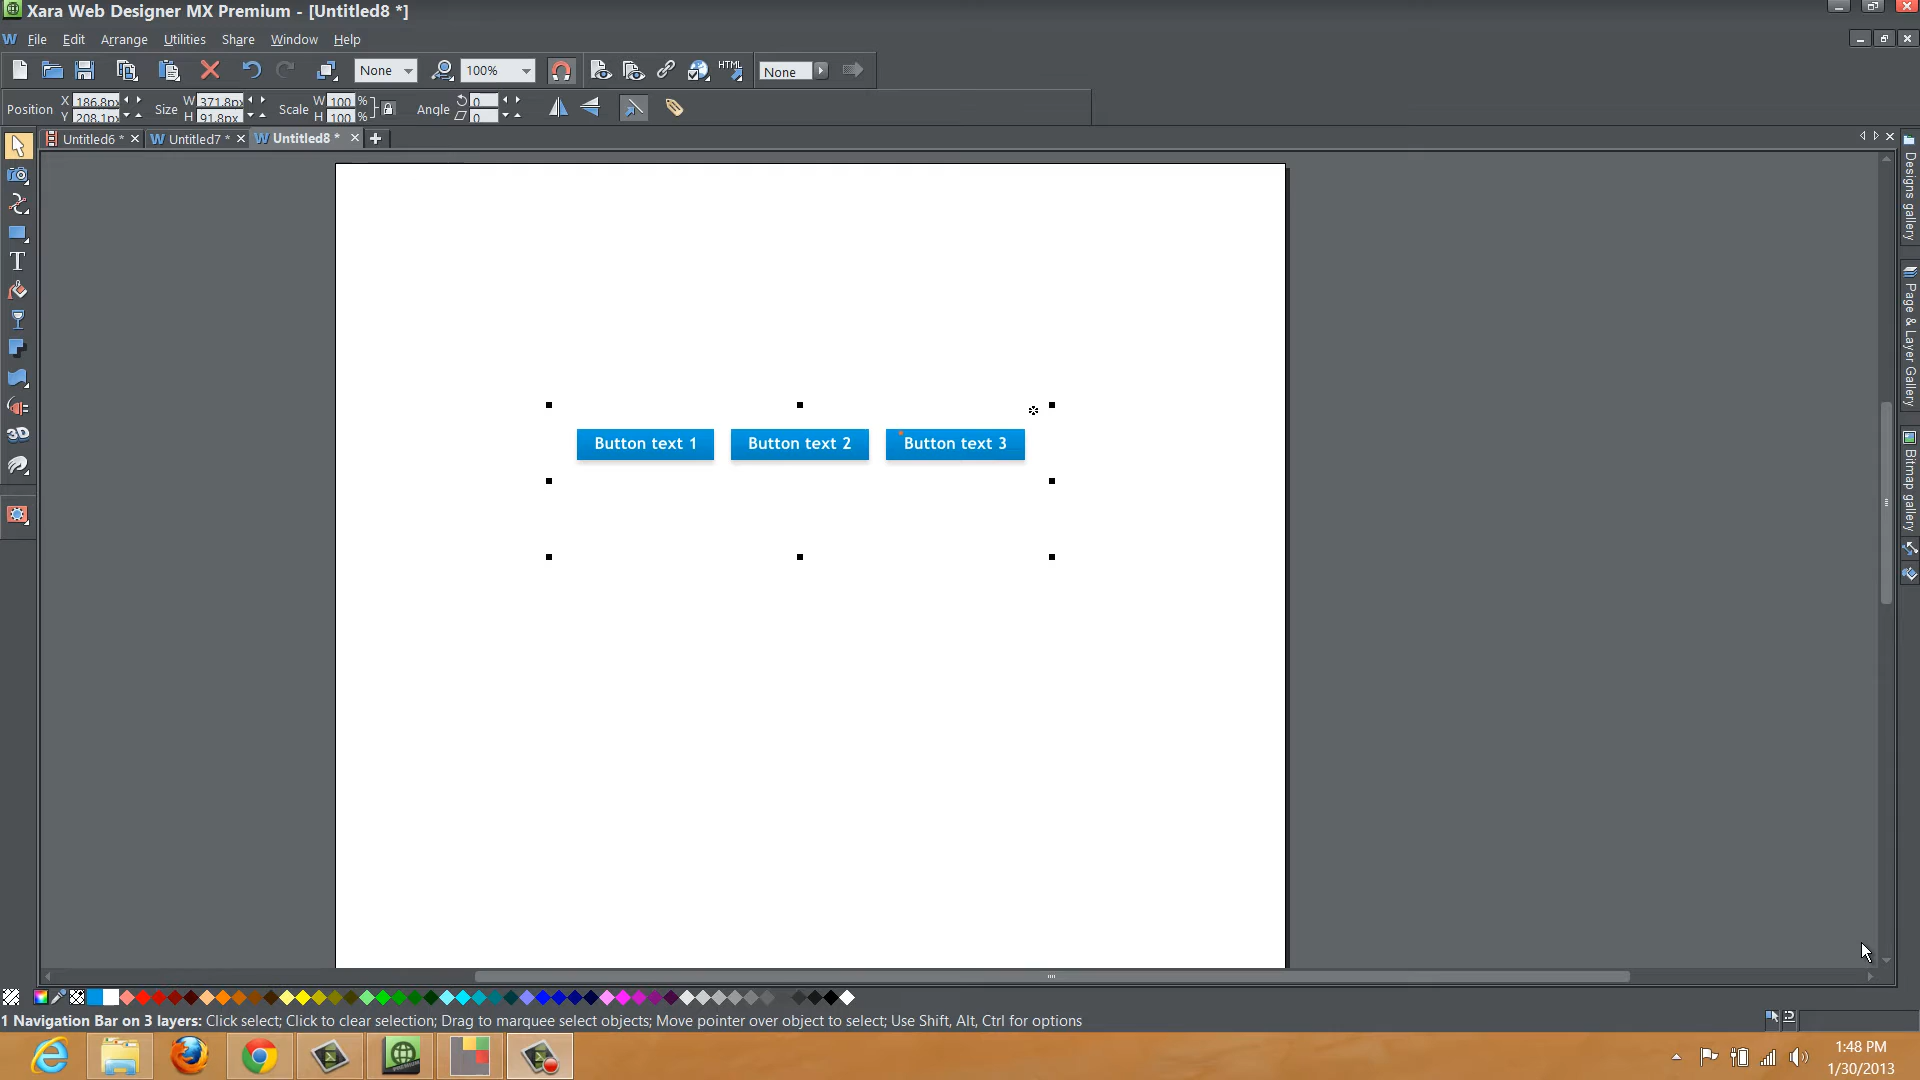 Xara Web Designer MX Premium - [Untitled8 *]
W File Edit Arrange Utilities Share Window Help
None 100% HTML None
Position X 186.8px Y 208.1px Size W 371.8px H 91.8px Scale W 100 % H 100 % Angle 0 0
Untitled6 * W Untitled7 * W Untitled8 *
T
3D
Designs gallery
Page & Layer Gallery
Bitmap gallery
Button text 1 Button text 2 Button text 3
1 Navigation Bar on 3 layers: Click select; Click to clear selection; Drag to marquee select objects; Move pointer over object to select; Use Shift, Alt, Ctrl for options
1:48 PM
1/30/2013